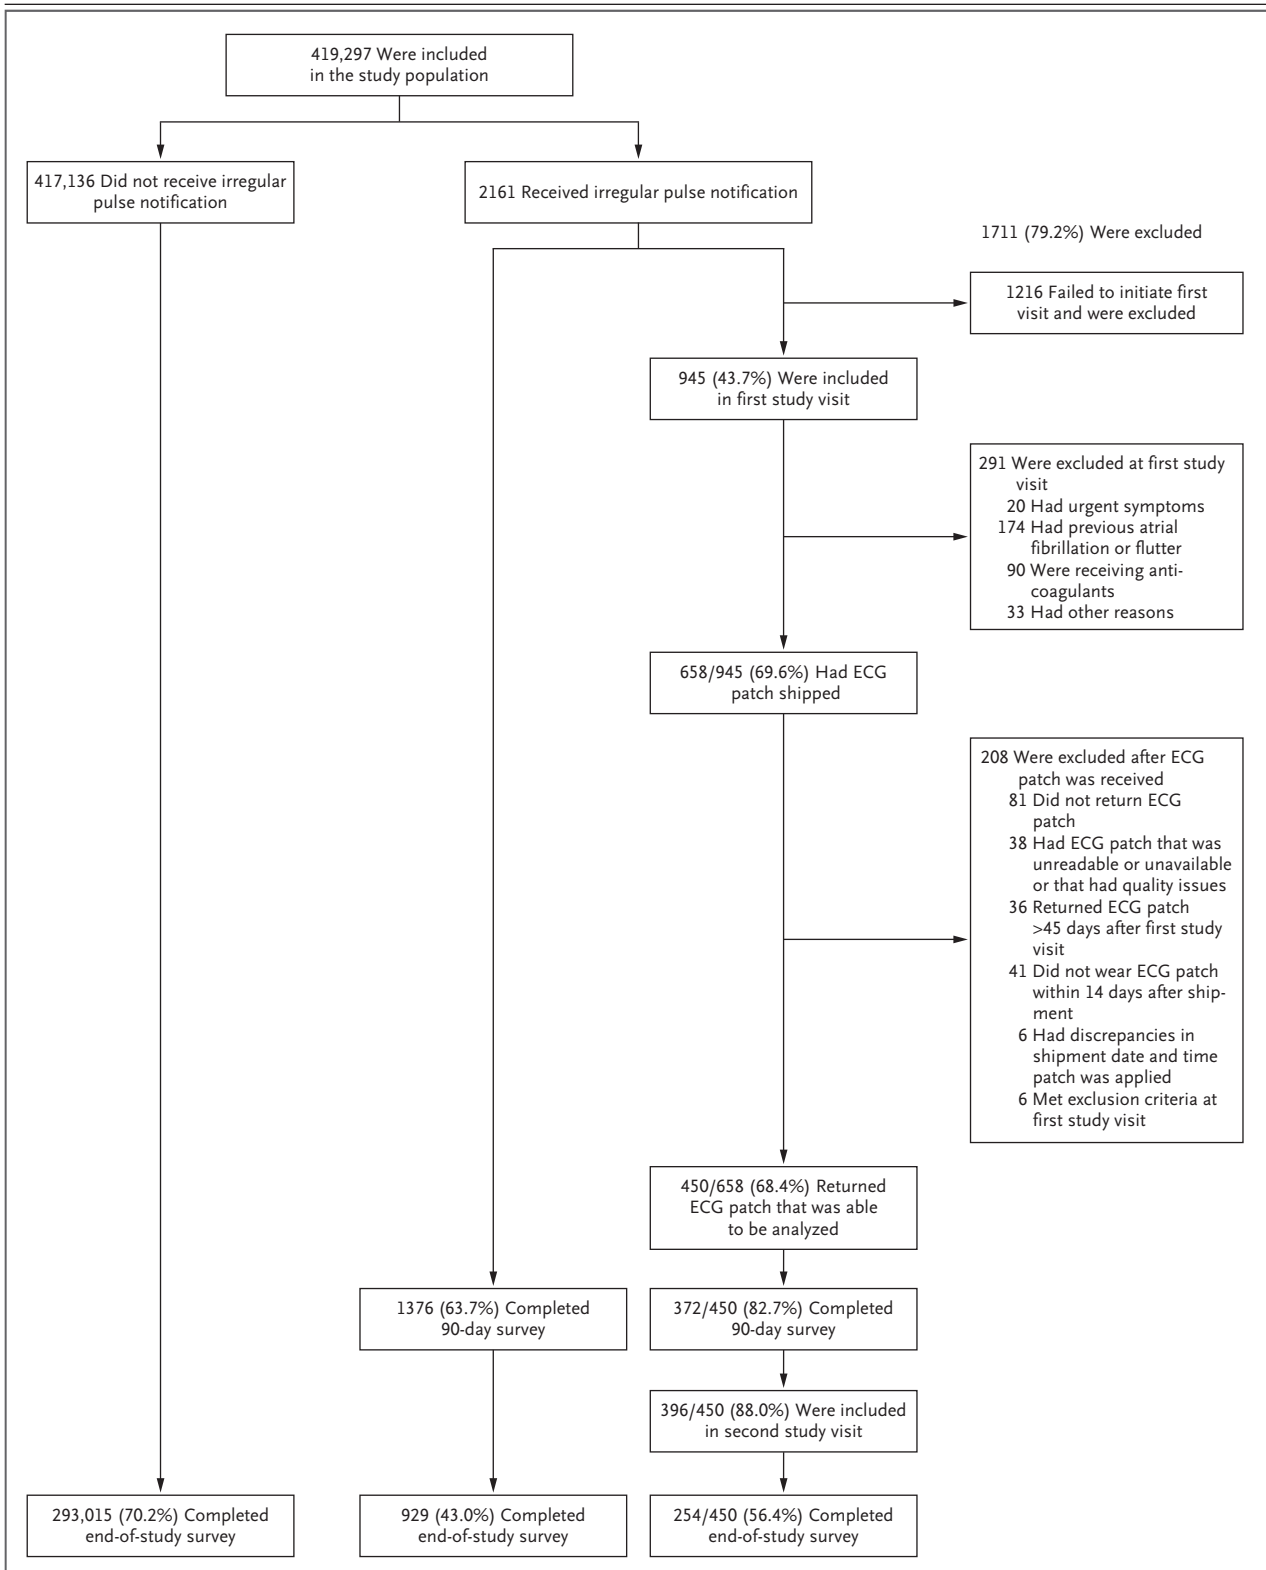 419,297 Were included
in the study population
417,136 Did not receive irregular
pulse notification
2161 Received irregular pulse notification
1711 (79.2%) Were excluded
1216 Failed to initiate first
visit and were excluded
945 (43.7%) Were included
in first study visit
291 Were excluded at first study
visit
20 Had urgent symptoms
174 Had previous atrial
fibrillation or flutter
90 Were receiving anti-
coagulants
33 Had other reasons
658/945 (69.6%) Had ECG
patch shipped
208 Were excluded after ECG
patch was received
81 Did not return ECG
patch
38 Had ECG patch that was
unreadable or unavailable
or that had quality issues
36 Returned ECG patch
>45 days after first study
visit
41 Did not wear ECG patch
within 14 days after ship-
ment
6 Had discrepancies in
shipment date and time
patch was applied
6 Met exclusion criteria at
first study visit
450/658 (68.4%) Returned
ECG patch that was able
to be analyzed
1376 (63.7%) Completed
90-day survey
372/450 (82.7%) Completed
90-day survey
396/450 (88.0%) Were included
in second study visit
293,015 (70.2%) Completed
end-of-study survey
929 (43.0%) Completed
end-of-study survey
254/450 (56.4%) Completed
end-of-study survey